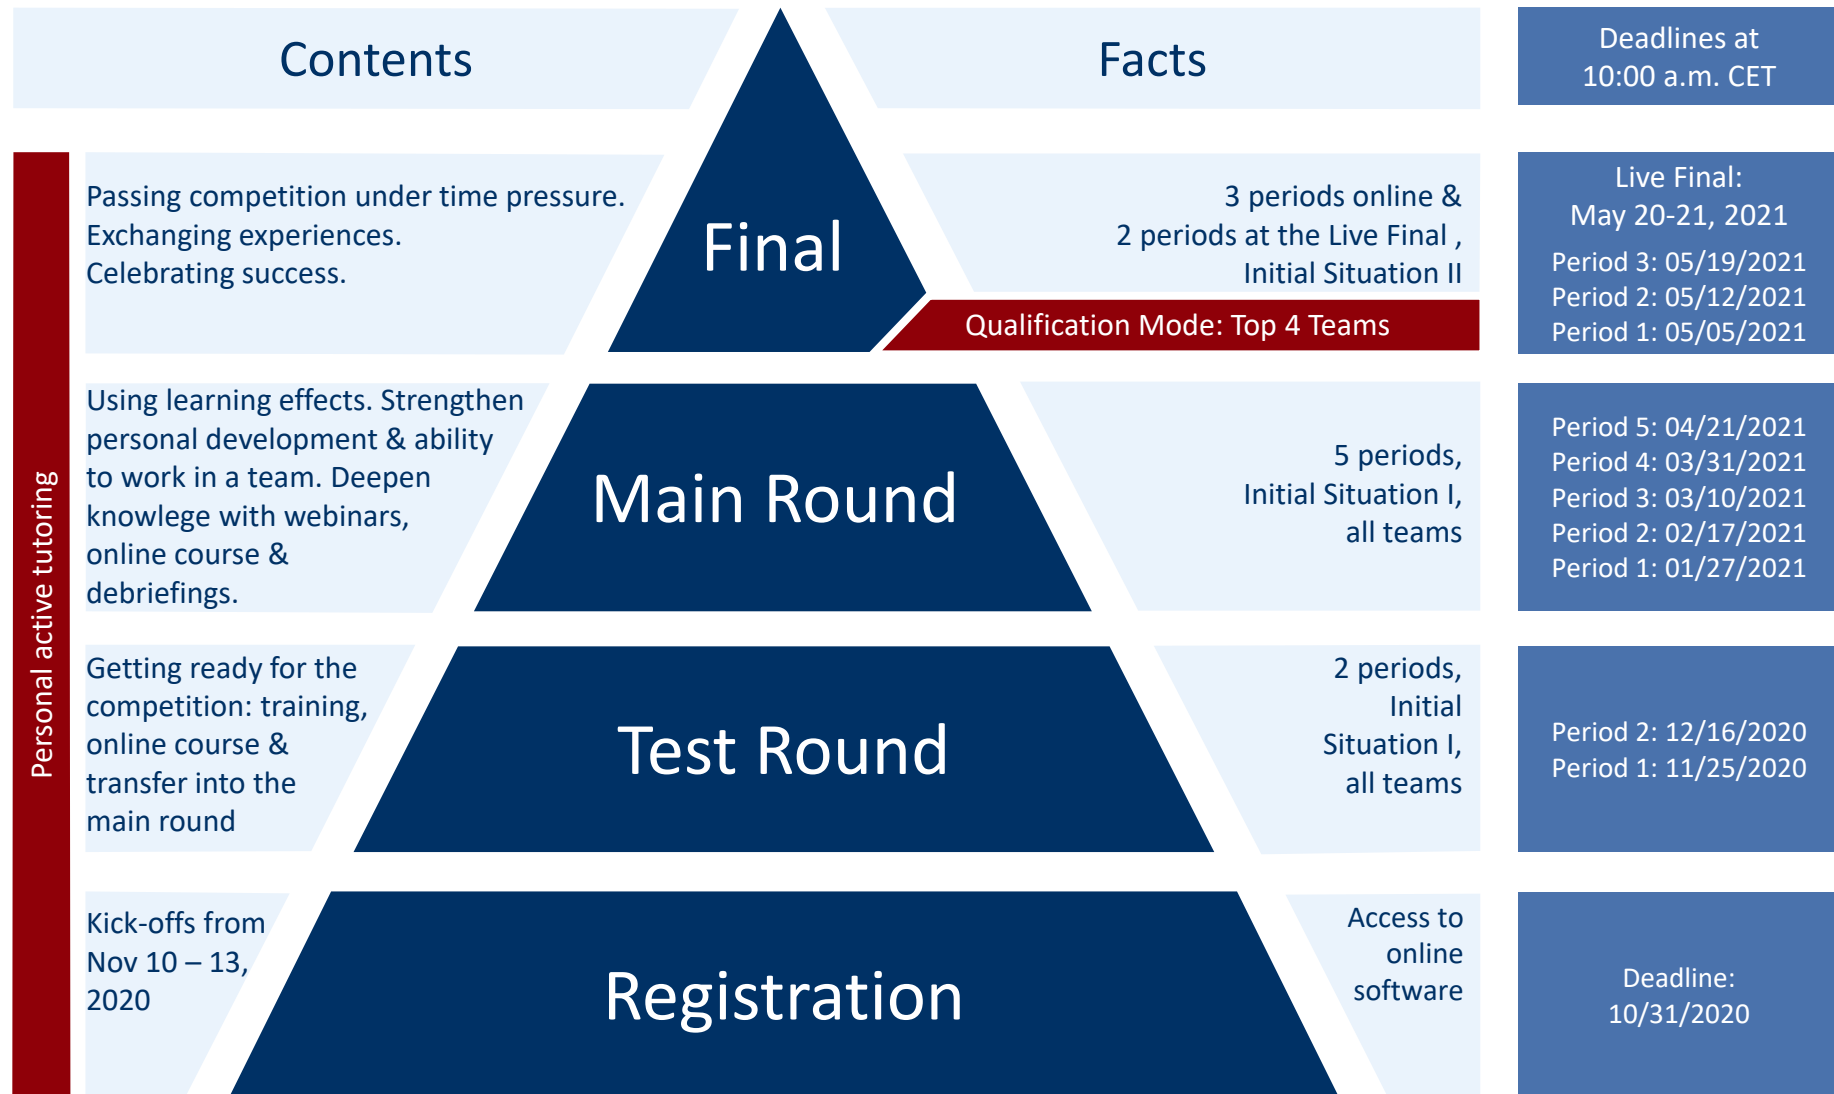 Contents
Facts
Deadlines at
10:00 a.m. CET
Personal active tutoring
Passing competition under time pressure.
Exchanging experiences.
Celebrating success.
Final
3 periods online &
2 periods at the Live Final ,
Initial Situation II
Qualification Mode: Top 4 Teams
Live Final:
May 20-21, 2021
Period 3: 05/19/2021
Period 2: 05/12/2021
Period 1: 05/05/2021
Using learning effects. Strengthen
personal development & ability
to work in a team. Deepen
knowlege with webinars,
online course &
debriefings.
Main Round
5 periods,
Initial Situation I,
all teams
Period 5: 04/21/2021
Period 4: 03/31/2021
Period 3: 03/10/2021
Period 2: 02/17/2021
Period 1: 01/27/2021
Getting ready for the
competition: training,
online course &
transfer into the
main round
Test Round
2 periods,
Initial
Situation I,
all teams
Period 2: 12/16/2020
Period 1: 11/25/2020
Kick-offs from
Nov 10 – 13,
2020
Registration
Access to
online
software
Deadline:
10/31/2020